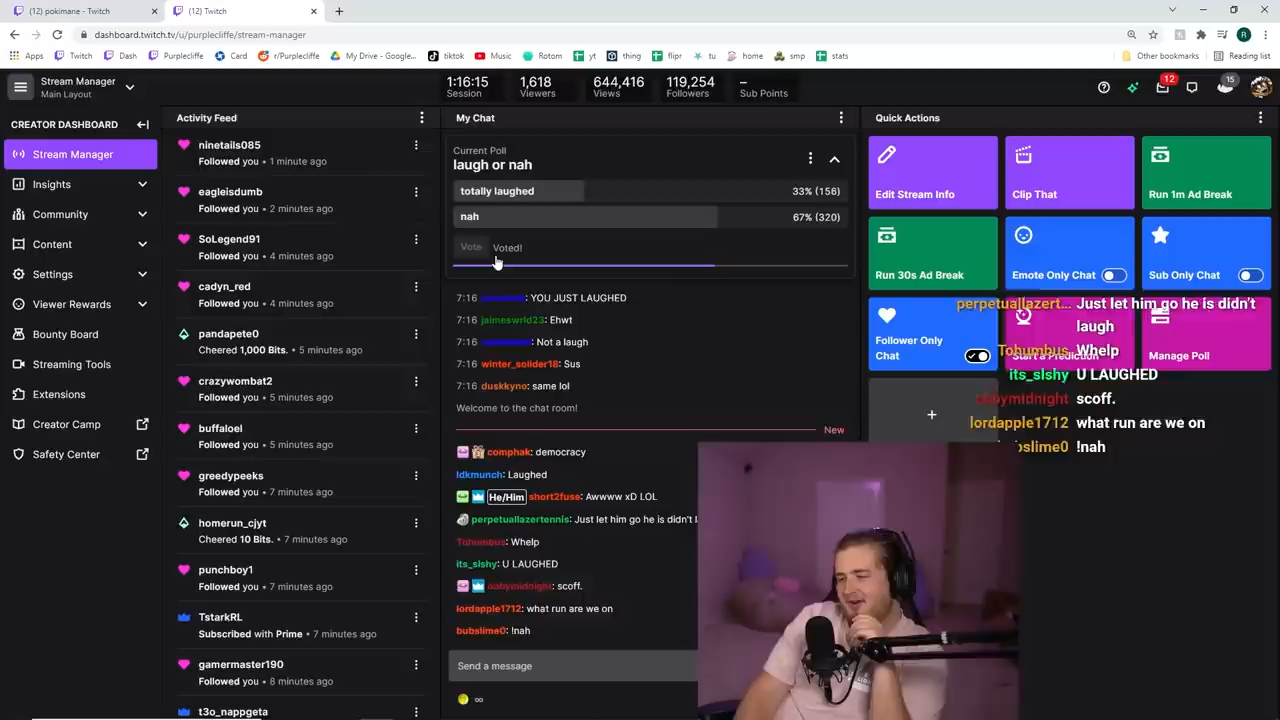 (12) pokimane - Twitch
(12) Twitch
dashboard.twitch.tv/u/purplecliffe/stream-manager
Apps
Twitch
Dash
Purplecliffe
Card
r/Purplecliffe
My Drive - Google...
tiktok
Music
Rotom
yt
thing
flipr
tu
home
smp
stats
Other bookmarks
Reading list
Stream Manager
Main Layout
1:16:15
Session
1,618
Viewers
644,416
Views
119,254
Followers
–
Sub Points
12
15
CREATOR DASHBOARD
Stream Manager
Insights
Community
Content
Settings
Viewer Rewards
Bounty Board
Streaming Tools
Extensions
Creator Camp
Safety Center
Activity Feed
ninetails085
Followed you • 1 minute ago
eagleisdumb
Followed you • 2 minutes ago
SoLegend91
Followed you • 4 minutes ago
cadyn_red
Followed you • 4 minutes ago
pandapete0
Cheered 1,000 Bits. • 5 minutes ago
crazywombat2
Followed you • 5 minutes ago
buffaloel
Followed you • 5 minutes ago
greedypeeks
Followed you • 7 minutes ago
homerun_cjyt
Cheered 10 Bits. • 7 minutes ago
punchboy1
Followed you • 7 minutes ago
TstarkRL
Subscribed with Prime • 7 minutes ago
gamermaster190
Followed you • 8 minutes ago
t3o_nappgeta
My Chat
Current Poll
laugh or nah
totally laughed 33% (156)
nah 67% (320)
Vote Voted!
7:16 : YOU JUST LAUGHED
7:16 jaimeswrld23: Ehwt
7:16 : Not a laugh
7:16 winter_solider18: Sus
7:16 duskkyno: same lol
Welcome to the chat room!
New
comphak: democracy
ldkmunch: Laughed
He/Him short2fuse: Awwww xD LOL
perpetuallazertennis: Just let him go he is didn't l
Tohumbus: Whelp
its_slshy: U LAUGHED
: scoff.
lordapple1712: what run are we on
bubslime0: !nah
Send a message
∞
Quick Actions
Edit Stream Info
Clip That
Run 1m Ad Break
Run 30s Ad Break
Emote Only Chat
Sub Only Chat
Follower Only
Chat
Start a Prediction
Manage Poll
+
perpetuallazert... Just let him go he is didn't
laugh
Tohumbus Whelp
its_slshy U LAUGHED
scoff.
lordapple1712 what run are we on
bslime0 !nah